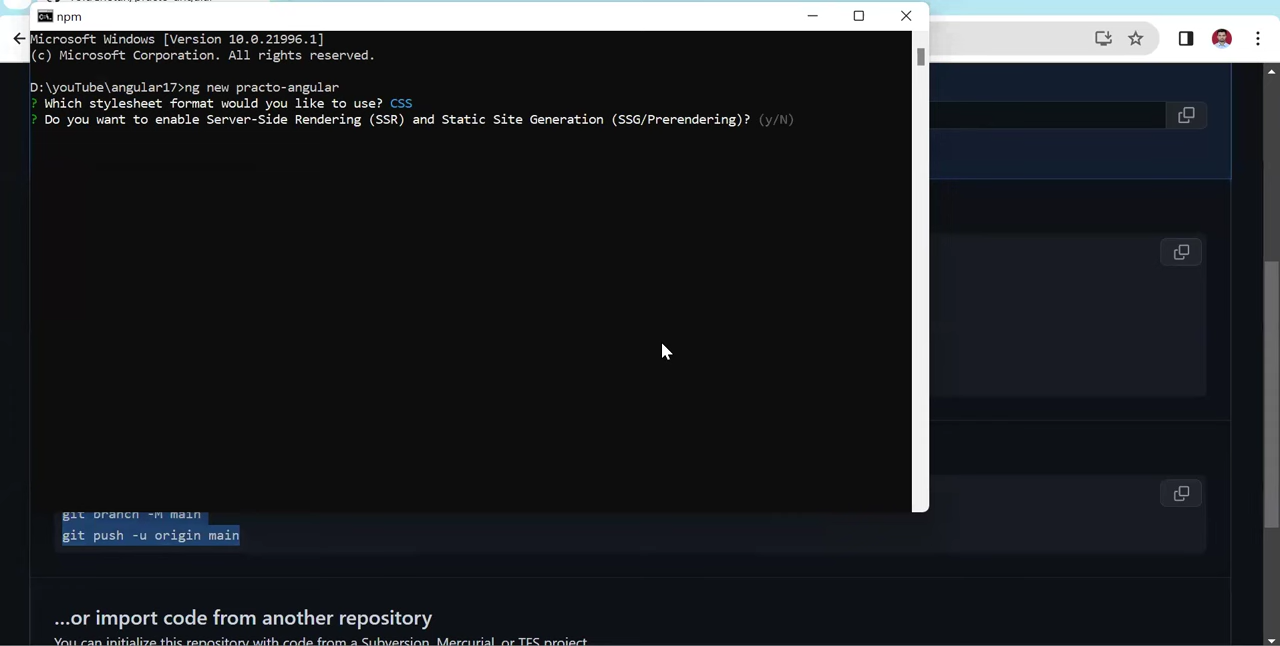 npm
Microsoft Windows [Version 10.0.21996.1]
(c) Microsoft Corporation. All rights reserved.
D:\youTube\angular17>ng new practo-angular
? Which stylesheet format would you like to use? CSS
? Do you want to enable Server-Side Rendering (SSR) and Static Site Generation (SSG/Prerendering)? (y/N)
git branch -M main
git push -u origin main
...or import code from another repository
You can initialize this repository with code from a Subversion, Mercurial, or TFS project.